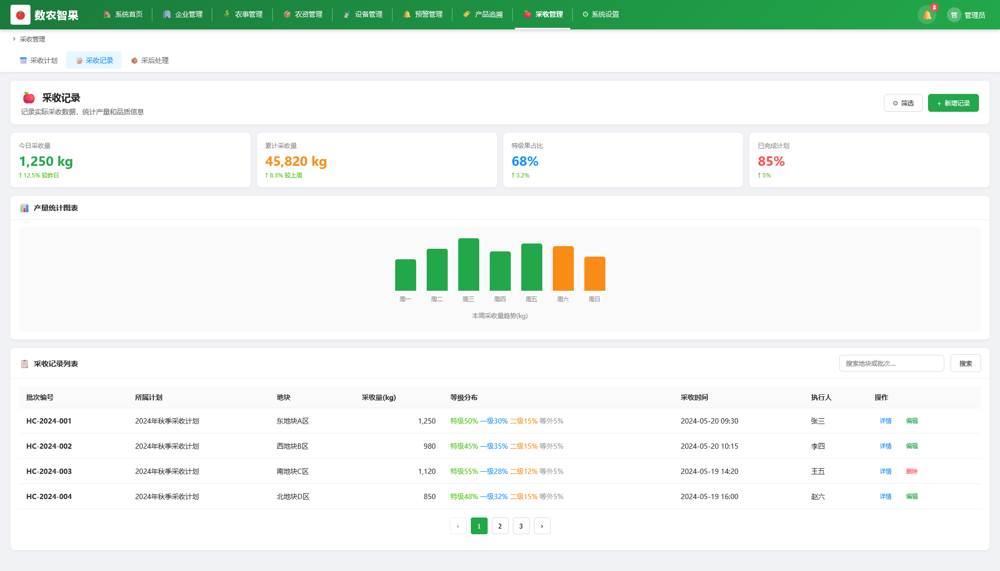 数农智果 系统首页 企业管理 农事管理 农资管理 设备管理 预警管理 产品追溯 采收管理 系统设置 3 管 管理员
› 采收管理
采收计划 采收记录 采后处理
采收记录
记录实际采收数据，统计产量和品质信息
筛选 + 新增记录
今日采收量
1,250 kg
↑ 12.5% 较昨日
累计采收量
45,820 kg
↑ 8.3% 较上周
特级果占比
68%
↑ 3.2%
已完成计划
85%
↑ 5%
产量统计图表
周一 周二 周三 周四 周五 周六 周日
本周采收量趋势(kg)
采收记录列表 搜索地块或批次... 搜索
批次编号 所属计划 地块 采收量(kg) 等级分布 采收时间 执行人 操作
HC-2024-001 2024年秋季采收计划 东地块A区 1,250 特级50% 一级30% 二级15% 等外5% 2024-05-20 09:30 张三 详情 编辑
HC-2024-002 2024年秋季采收计划 西地块B区 980 特级45% 一级35% 二级15% 等外5% 2024-05-20 10:15 李四 详情 编辑
HC-2024-003 2024年秋季采收计划 南地块C区 1,120 特级55% 一级28% 二级12% 等外5% 2024-05-19 14:20 王五 详情 删除
HC-2024-004 2024年秋季采收计划 北地块D区 850 特级48% 一级32% 二级15% 等外5% 2024-05-19 16:00 赵六 详情 编辑
‹ 1 2 3 ›